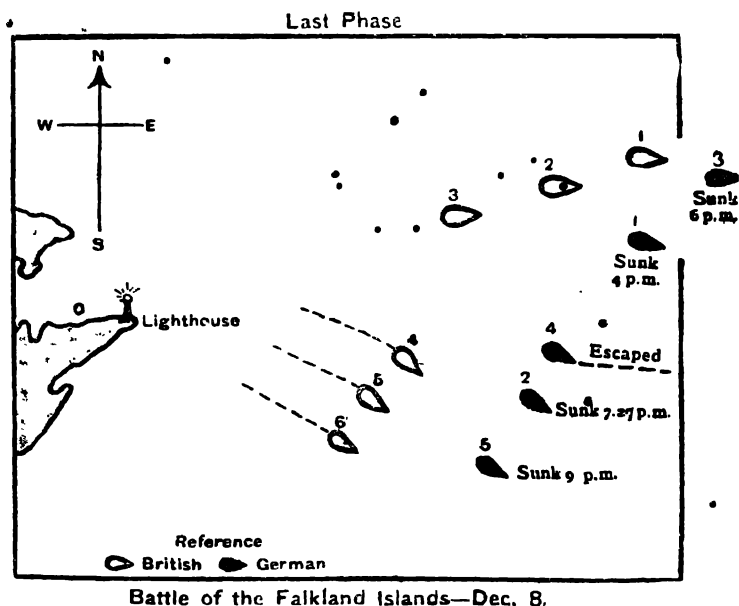 Last Phase
N
W E
S
1
2
3
3
Sunk
6 p.m.
1
Sunk
4 p.m.
Lighthouse
4
5
6
4
Escaped
2
Sunk 7.27 p.m.
5
Sunk 9 p.m.
Reference
British German
Battle of the Falkland Islands—Dec. 8.